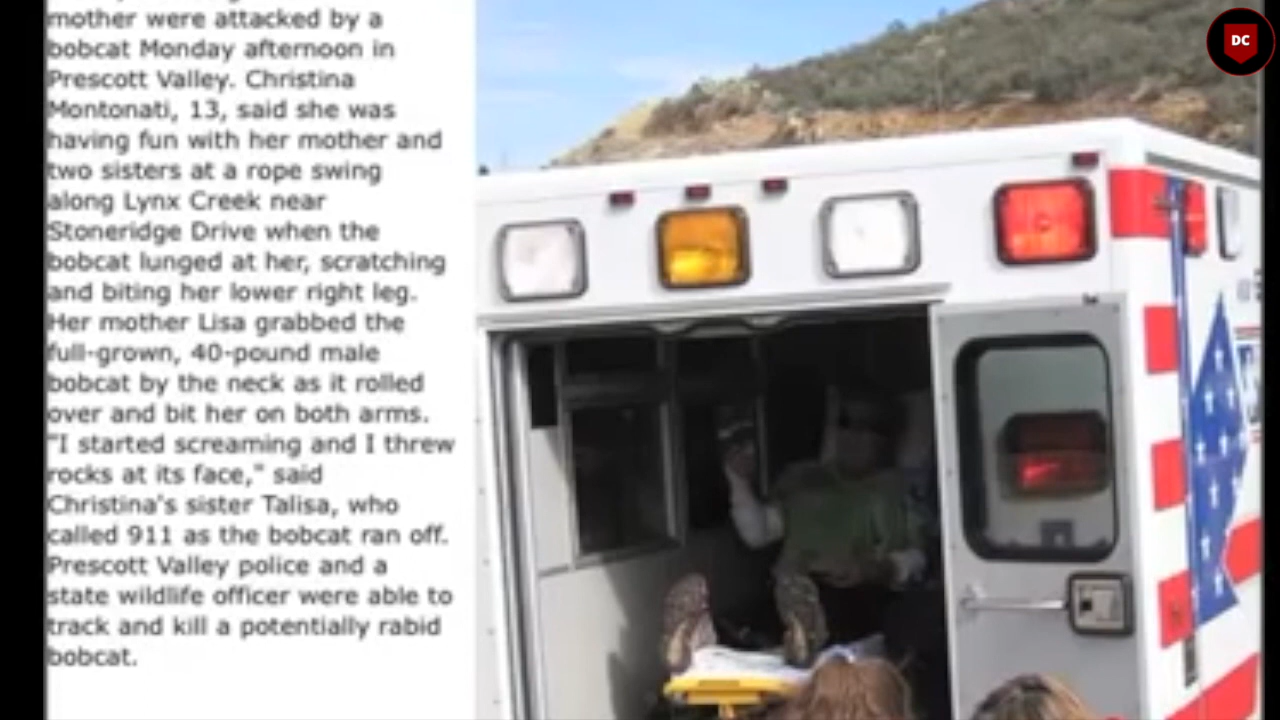 mother were attacked by a
bobcat Monday afternoon in
Prescott Valley. Christina
Montonati, 13, said she was
having fun with her mother and
two sisters at a rope swing
along Lynx Creek near
Stoneridge Drive when the
bobcat lunged at her, scratching
and biting her lower right leg.
Her mother Lisa grabbed the
full-grown, 40-pound male
bobcat by the neck as it rolled
over and bit her on both arms.
"I started screaming and I threw
rocks at its face," said
Christina's sister Talisa, who
called 911 as the bobcat ran off.
Prescott Valley police and a
state wildlife officer were able to
track and kill a potentially rabid
bobcat.
DC